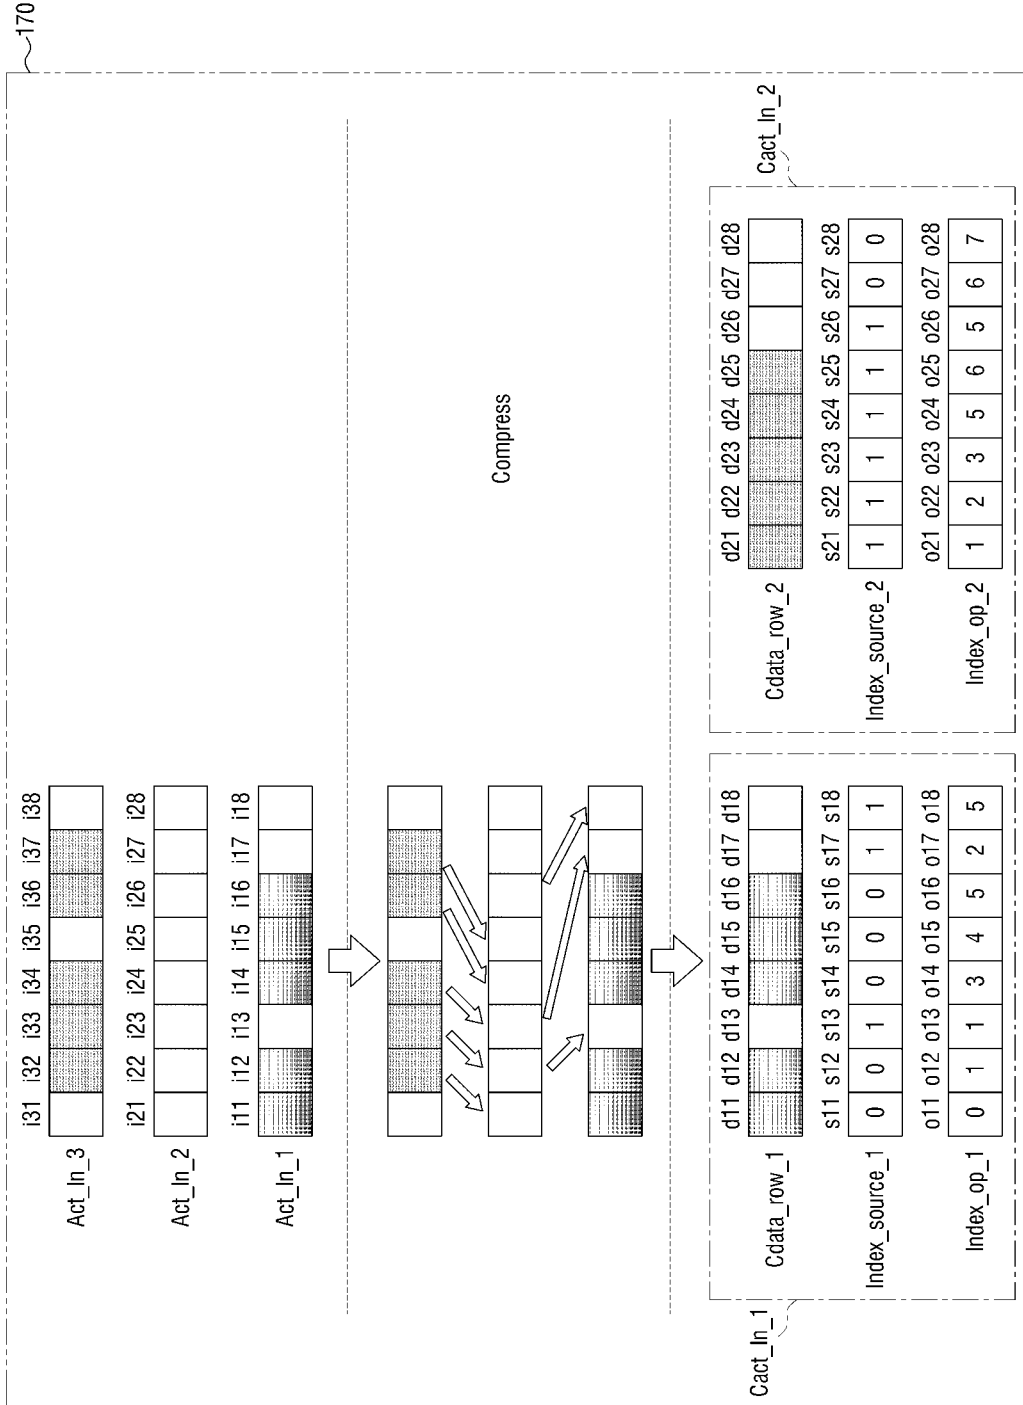 170
i31 i32 i33 i34 i35 i36 i37 i38
Act_In_3
i21 i22 i23 i24 i25 i26 i27 i28
Act_In_2
i11 i12 i13 i14 i15 i16 i17 i18
Act_In_1
Compress
Cact_In_1
d11 d12 d13 d14 d15 d16 d17 d18
Cdata_row_1
s11 s12 s13 s14 s15 s16 s17 s18
Index_source_1 0 0 1 0 0 0 1 1
o11 o12 o13 o14 o15 o16 o17 o18
Index_op_1 0 1 1 3 4 5 2 5
Cact_In_2
d21 d22 d23 d24 d25 d26 d27 d28
Cdata_row_2
s21 s22 s23 s24 s25 s26 s27 s28
Index_source_2 1 1 1 1 1 1 0 0
o21 o22 o23 o24 o25 o26 o27 o28
Index_op_2 1 2 3 5 6 5 6 7